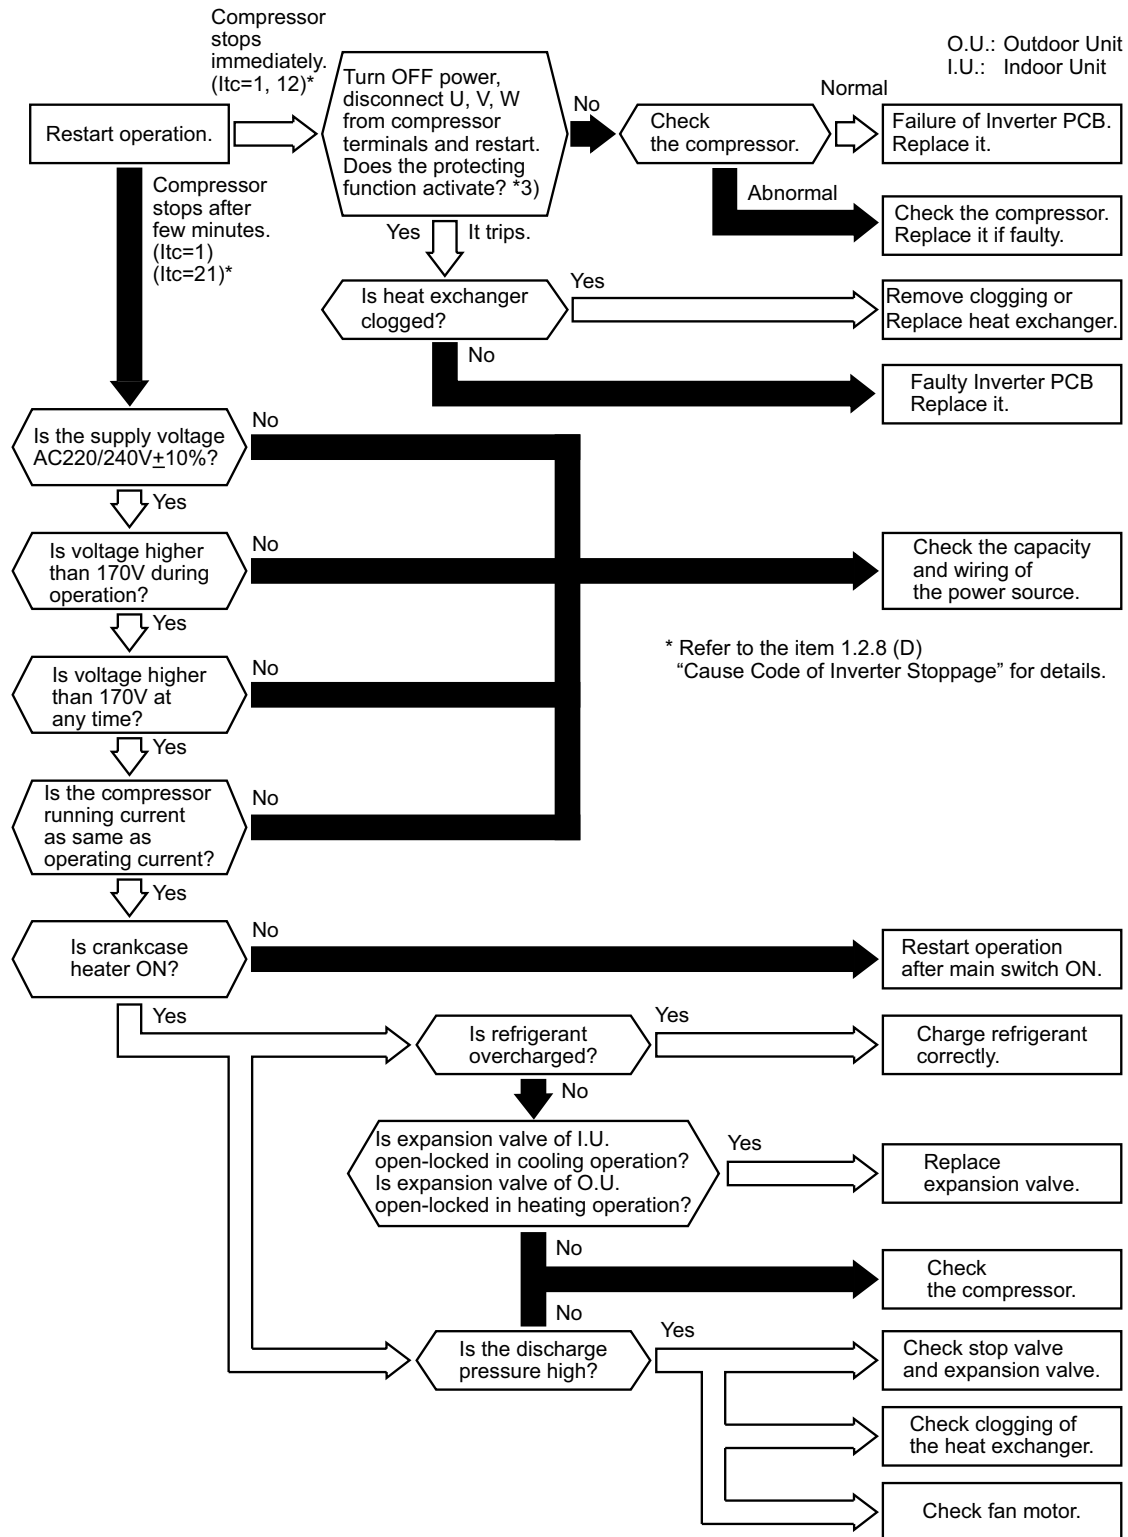 Compressor
stops
immediately.
(Itc=1, 12)*
O.U.: Outdoor Unit
I.U.: Indoor Unit
Restart operation.
Turn OFF power,
disconnect U, V, W
from compressor
terminals and restart.
Does the protecting
function activate? *3)
No
Check
the compressor.
Normal
Failure of Inverter PCB.
Replace it.
Abnormal
Check the compressor.
Replace it if faulty.
Compressor
stops after
few minutes.
(Itc=1)
(Itc=21)*
Yes
It trips.
Is heat exchanger
clogged?
Yes
Remove clogging or
Replace heat exchanger.
No
Faulty Inverter PCB
Replace it.
Is the supply voltage
AC220/240V±10%?
No
Yes
Is voltage higher
than 170V during
operation?
No
Check the capacity
and wiring of
the power source.
Yes
* Refer to the item 1.2.8 (D)
“Cause Code of Inverter Stoppage” for details.
Is voltage higher
than 170V at
any time?
No
Yes
Is the compressor
running current
as same as
operating current?
No
Yes
Is crankcase
heater ON?
No
Restart operation
after main switch ON.
Yes
Is refrigerant
overcharged?
Yes
Charge refrigerant
correctly.
No
Is expansion valve of I.U.
open-locked in cooling operation?
Is expansion valve of O.U.
open-locked in heating operation?
Yes
Replace
expansion valve.
No
Check
the compressor.
No
Is the discharge
pressure high?
Yes
Check stop valve
and expansion valve.
Check clogging of
the heat exchanger.
Check fan motor.